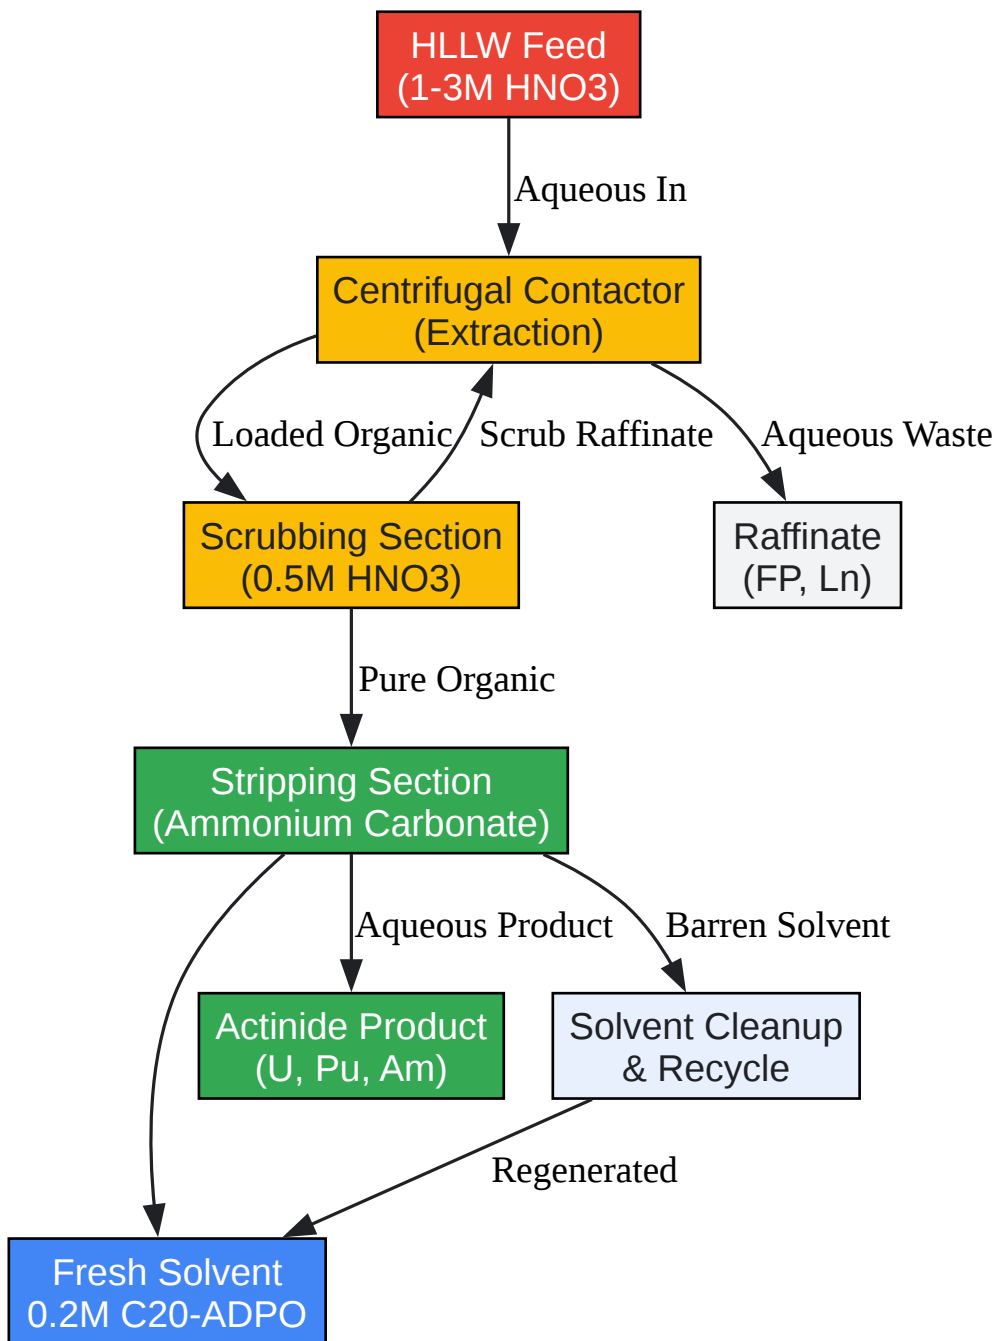 HLLW Feed
(1-3M HNO3)
Aqueous In
Centrifugal Contactor
(Extraction)
Loaded Organic
Scrub Raffinate
Aqueous Waste
Scrubbing Section
(0.5M HNO3)
Raffinate
(FP, Ln)
Pure Organic
Stripping Section
(Ammonium Carbonate)
Aqueous Product
Barren Solvent
Actinide Product
(U, Pu, Am)
Solvent Cleanup
& Recycle
Regenerated
Fresh Solvent
0.2M C20-ADPO